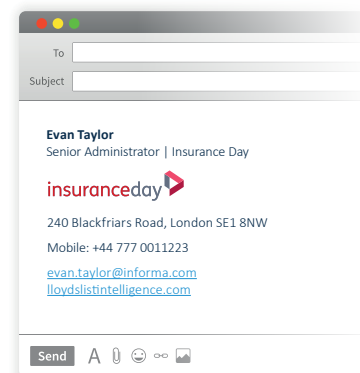 To
Subject
Evan Taylor
Senior Administrator | Insurance Day
insuranceday
240 Blackfriars Road, London SE1 8NW
Mobile: +44 777 0011223
evan.taylor@informa.com
lloydslistintelligence.com
Send A